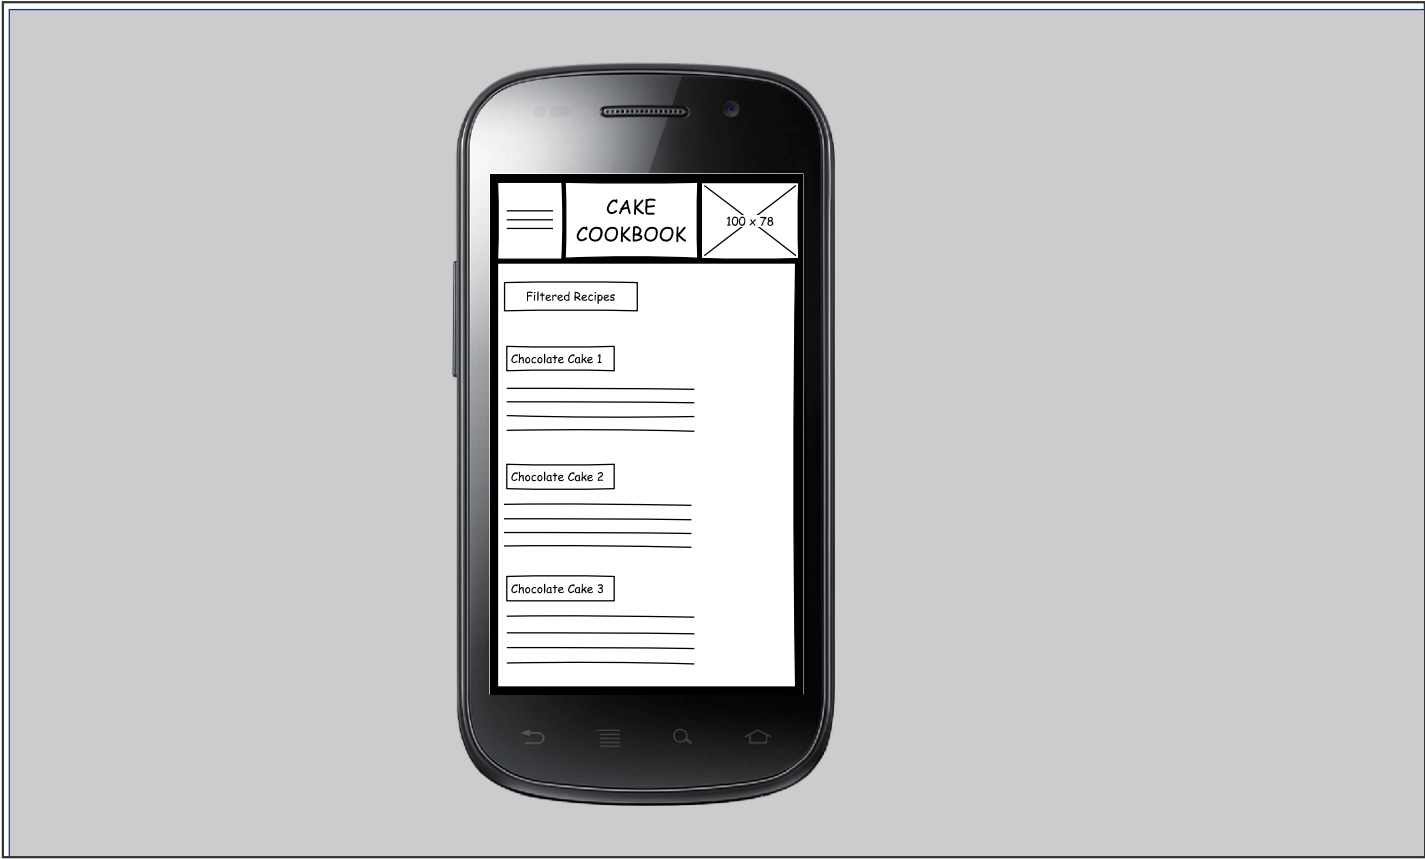 CAKE
COOKBOOK
100 x 78
Filtered Recipes
Chocolate Cake 1
Chocolate Cake 2
Chocolate Cake 3